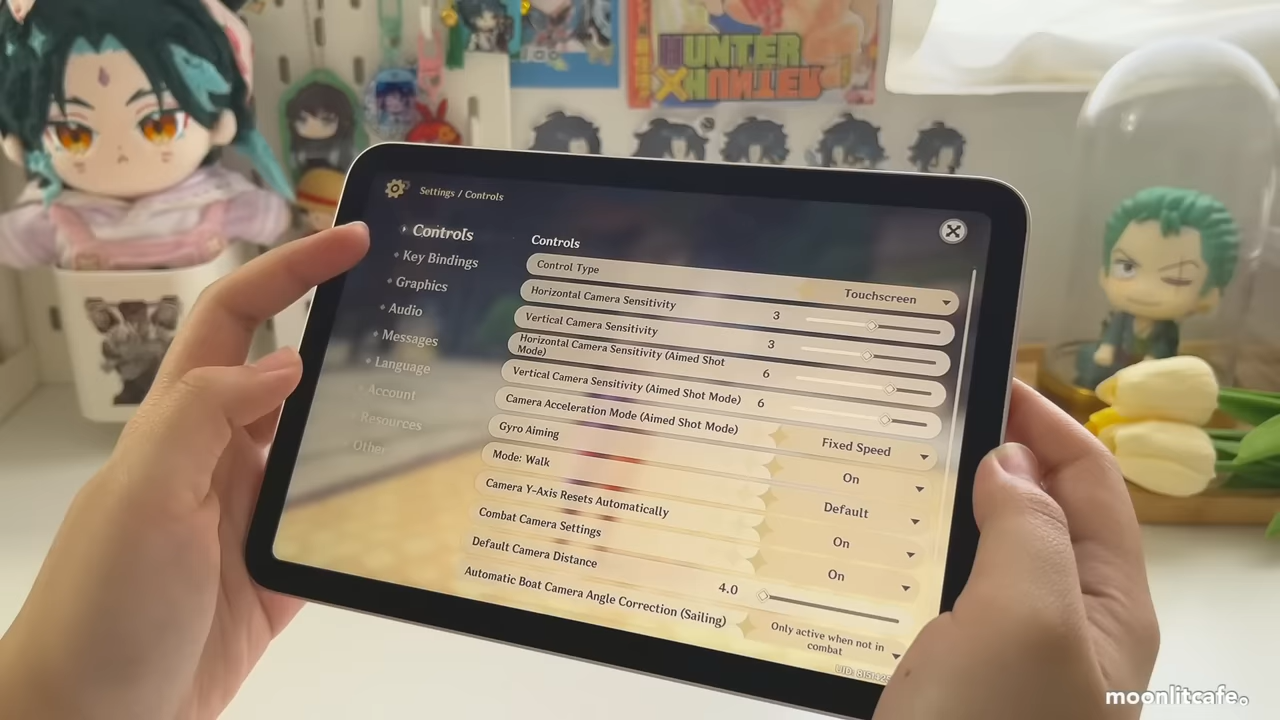 HUNTER
HUNTER
Settings / Controls
Controls
Key Bindings
Graphics
Audio
Messages
Language
Account
Resources
Other
Controls
Control Type
Touchscreen
Horizontal Camera Sensitivity
3
Vertical Camera Sensitivity
3
Horizontal Camera Sensitivity (Aimed Shot
Mode)
6
Vertical Camera Sensitivity (Aimed Shot Mode)
6
Camera Acceleration Mode (Aimed Shot Mode)
Fixed Speed
Gyro Aiming
On
Mode: Walk
Default
Camera Y-Axis Resets Automatically
On
Combat Camera Settings
On
Default Camera Distance
4.0
Automatic Boat Camera Angle Correction (Sailing)
Only active when not in
combat
UID:
moonlitcafe.